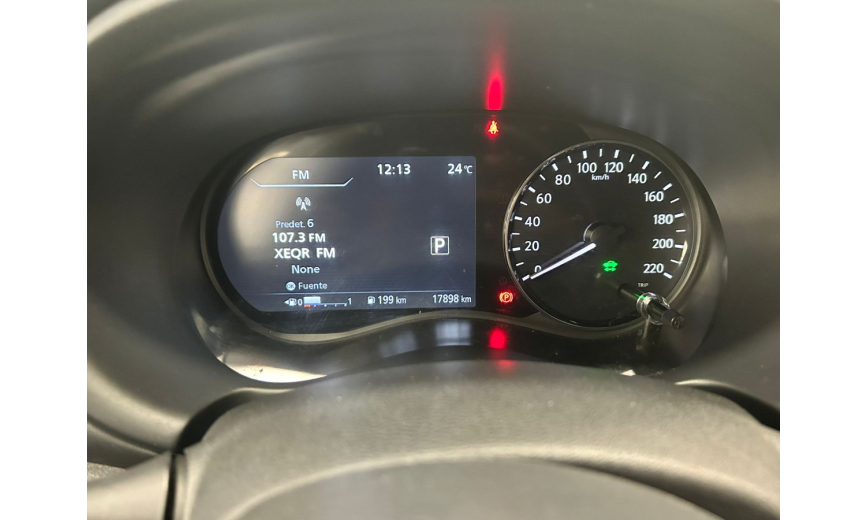 FM 12:13 24°C
Predet. 6
107.3 FM
XEQR FM
None
Fuente
0 1 199 km 17898 km
P
0
20
40
60
80
100
120
140
160
180
200
220
km/h
TRIP
P